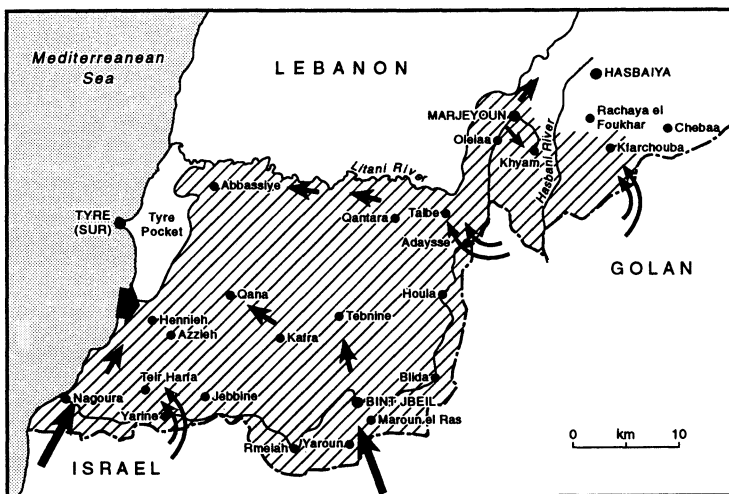 Mediterranean
Sea
LEBANON
HASBAIYA
MARJEYOUN
Rachaya el
Foukhar
Chebaa
Oleiaa
Khyam
Kfarchouba
Hasbani River
Litani River
Abbassiye
TYRE
(SUR)
Tyre
Pocket
Qantara
Taibe
Adaysse
GOLAN
Qana
Houla
Hennieh
Azzieh
Tebnine
Kafra
Teir Harfa
Blida
Naqoura
Jebbine
BINT JBEIL
Yarine
Maroun el Ras
Rmeish
Yaroun
ISRAEL
0 km 10